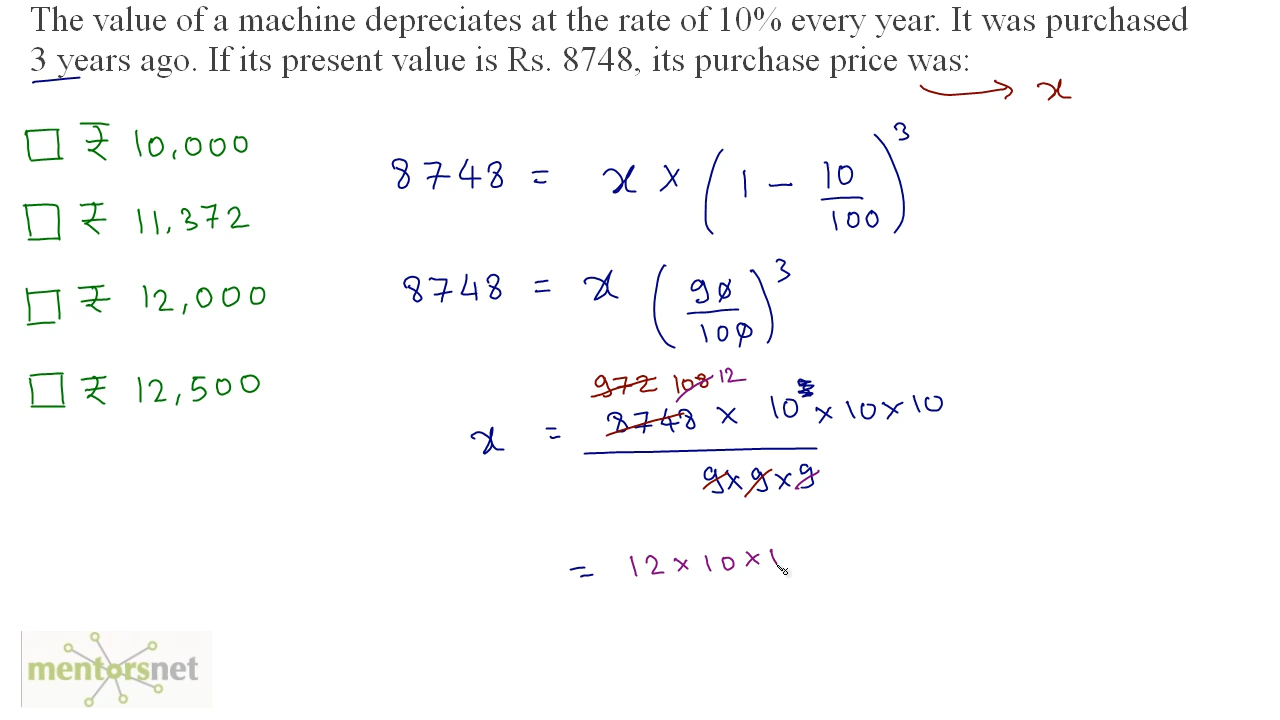 The value of a machine depreciates at the rate of 10% every year. It was purchased
3 years ago. If its present value is Rs. 8748, its purchase price was:
→ x
☐ ₹ 10,000
☐ ₹ 11,372
☐ ₹ 12,000
☐ ₹ 12,500
8748 = x × (1 - 10/100)³
8748 = x (90/100)³
972 108 12
x = 8748 × 10 × 10 × 10
9 × 9 × 9
= 12 × 10 × 1
mentorsnet